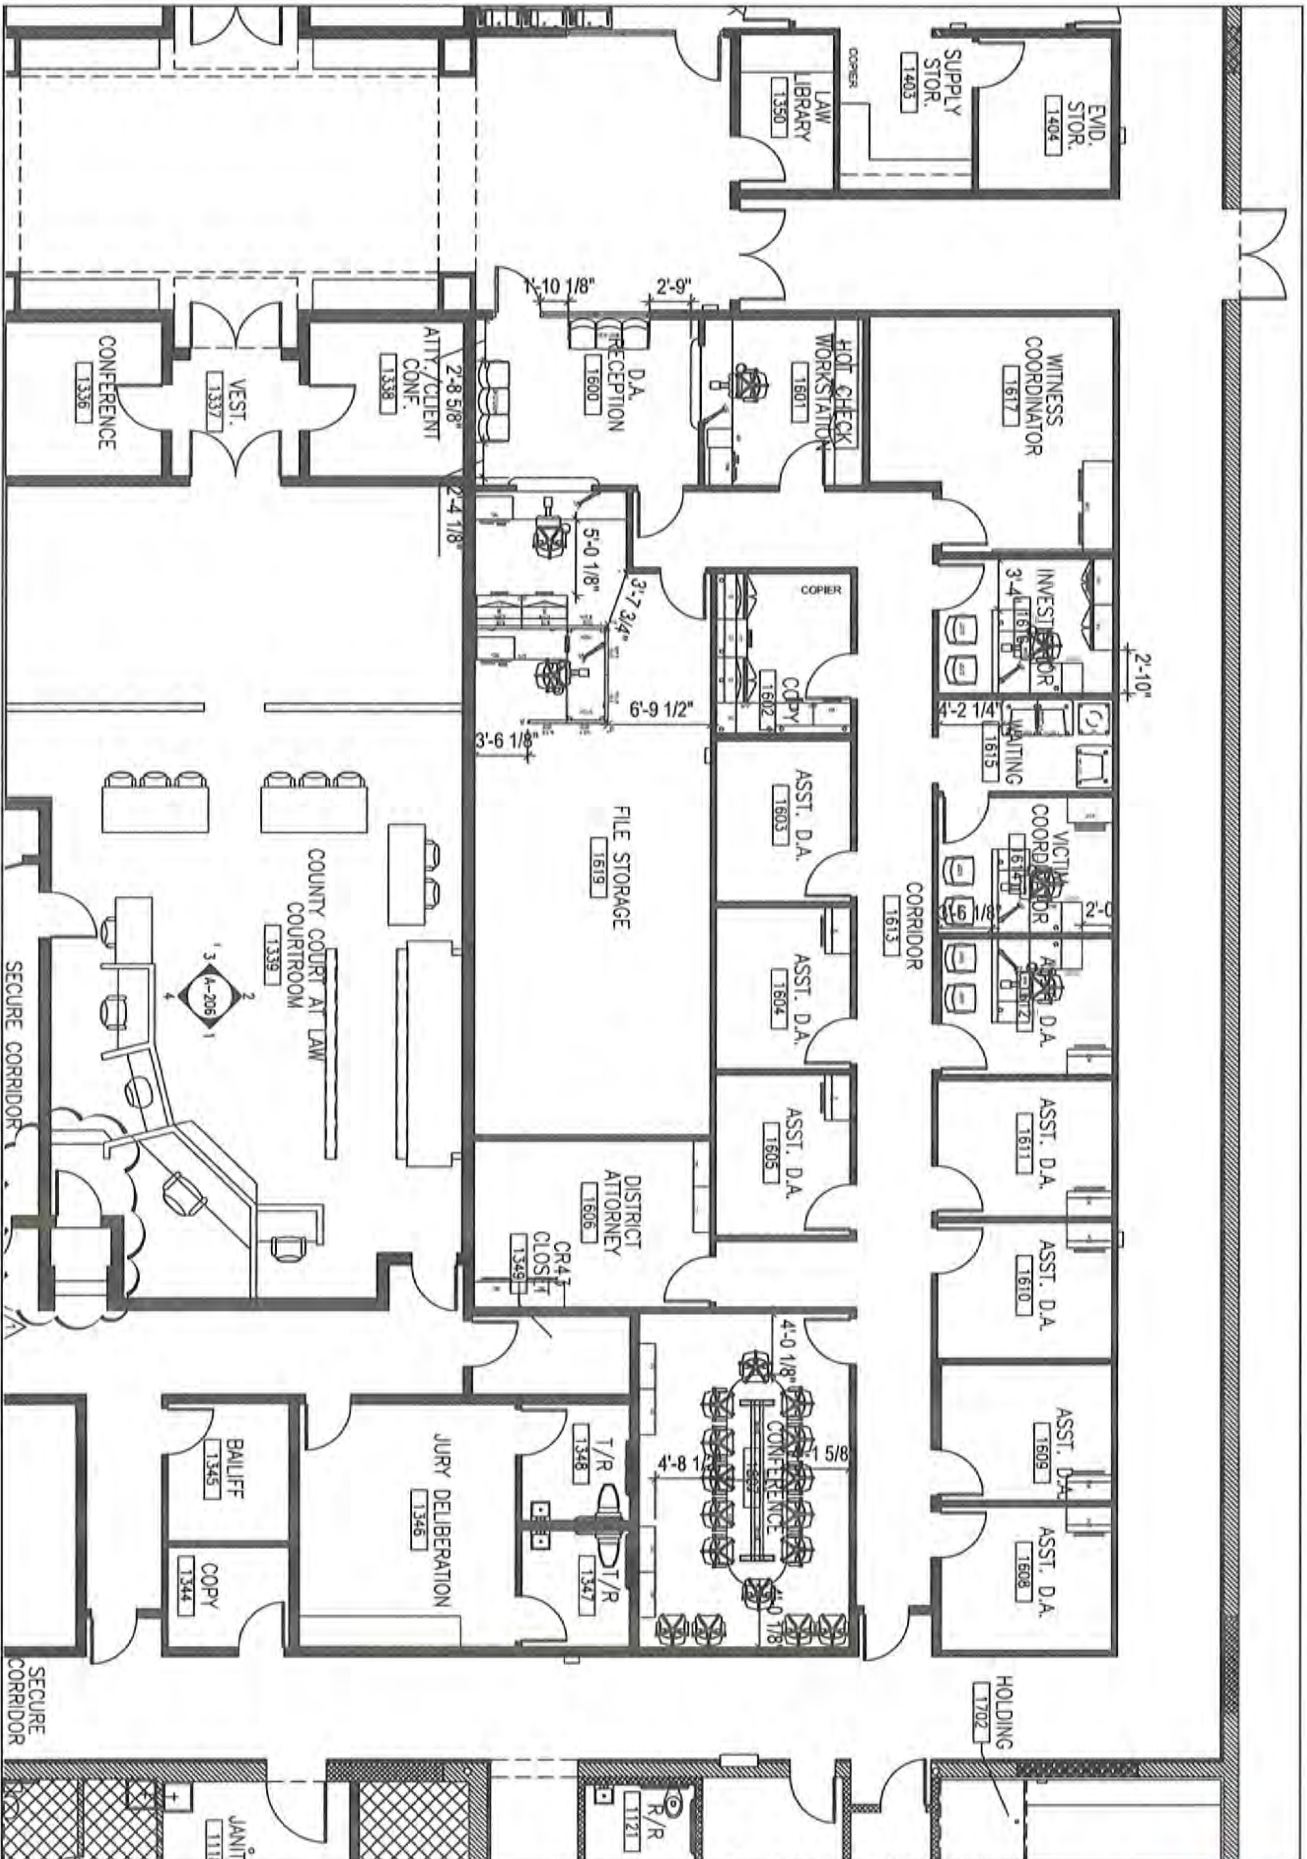 EVID.
STOR.
1404
SUPPLY
STOR.
1403
COPIER
LAW
LIBRARY
1350
WITNESS
COORDINATOR
1617
HOT CHECK
WORKSTATION
1601
D.A.
RECEPTION
1600
1'-10 1/8"
2'-9"
2'-8 5/8"
2'-4 1/8"
ATTY./CLIENT
CONF.
1338
VEST.
1337
CONFERENCE
1336
INVESTIGATOR
1616
3'-4"
2'-10"
WAITING
1615
4'-2 1/4"
VICTIM
COORDINATOR
1614
3'-6 1/8"
ASST. D.A.
1612
ASST. D.A.
1611
ASST. D.A.
1610
ASST. D.A.
1609
ASST. D.A.
1608
CORRIDOR
1613
COPIER
COPY
1602
ASST. D.A.
1603
ASST. D.A.
1604
ASST. D.A.
1605
5'-0 1/8"
3'-7 3/4"
6'-9 1/2"
3'-6 1/8"
FILE STORAGE
1619
DISTRICT
ATTORNEY
1606
CLOSET
1349
CONFERENCE
4'-0 1/8"
COUNTY COURT AT LAW
COURTROOM
1339
3
2
A-206
4
1
SECURE CORRIDOR
T/R
1348
T/R
1347
JURY DELIBERATION
1346
BAILIFF
1345
COPY
1344
SECURE
CORRIDOR
HOLDING
1702
R/R
1121